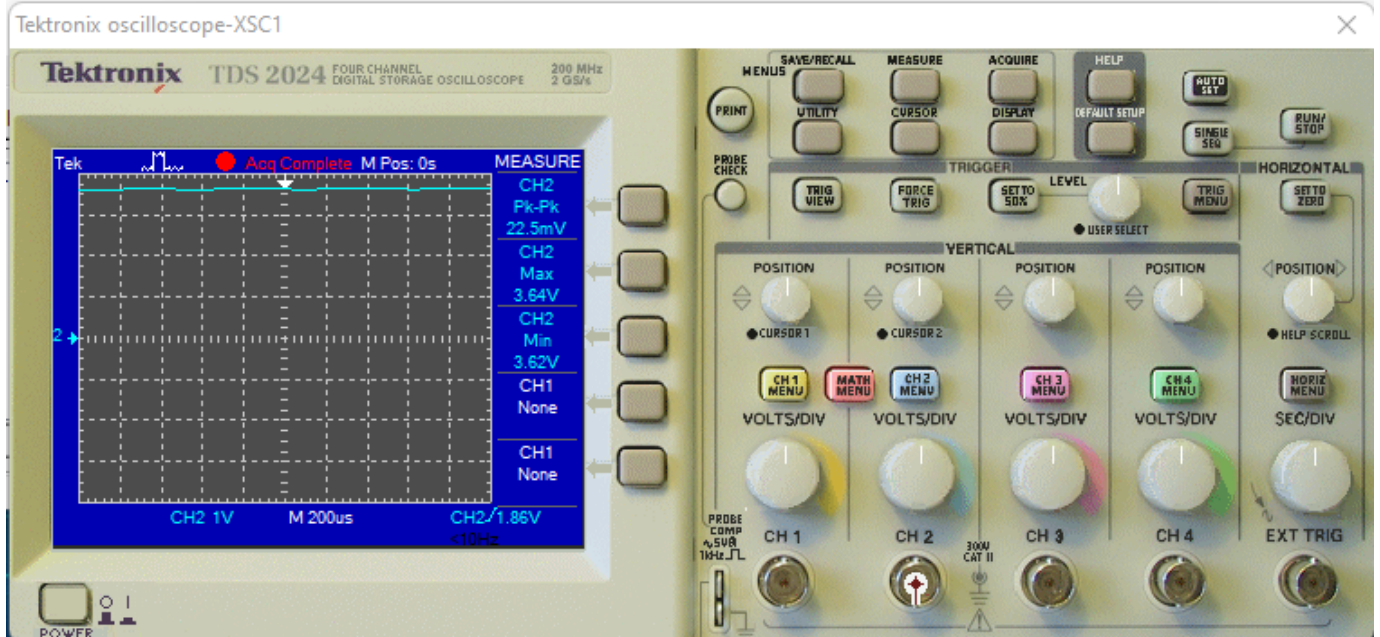 Tektronix oscilloscope-XSC1
Tektronix TDS 2024 FOUR CHANNEL DIGITAL STORAGE OSCILLOSCOPE 200 MHz 2 GS/s
Tek Acq Complete M Pos: 0s MEASURE
CH2
Pk-Pk
22.5mV
CH2
Max
3.64V
CH2
Min
3.62V
CH1
None
CH1
None
2
CH2 1V M 200us CH2 1.86V
<10Hz
POWER
MENUS
SAVE/RECALL MEASURE ACQUIRE HELP AUTO SET
PRINT
UTILITY CURSOR DISPLAY DEFAULT SETUP SINGLE SEQ RUN/STOP
PROBE CHECK
TRIGGER HORIZONTAL
TRIG VIEW FORCE TRIG SET TO 50% LEVEL TRIG MENU SET TO ZERO
USER SELECT
VERTICAL
POSITION POSITION POSITION POSITION POSITION
CURSOR 1 CURSOR 2 HELP SCROLL
CH 1 MENU MATH MENU CH 2 MENU CH 3 MENU CH 4 MENU HORIZ MENU
VOLTS/DIV VOLTS/DIV VOLTS/DIV VOLTS/DIV SEC/DIV
PROBE COMP
~5V@
1kHz
CH 1 CH 2 CH 3 CH 4 EXT TRIG
300V
CAT II